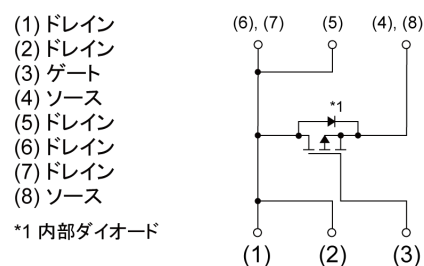 (1) ドレイン
(2) ドレイン
(3) ゲート
(4) ソース
(5) ドレイン
(6) ドレイン
(7) ドレイン
(8) ソース
*1 内部ダイオード
(6), (7) (5) (4), (8)
*1
(1) (2) (3)